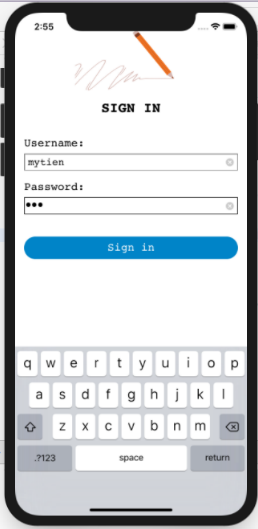 2:55
SIGN IN
Username:
mytien
Password:
•••
Sign in
q w e r t y u i o p
a s d f g h j k l
z x c v b n m
.?123 space return